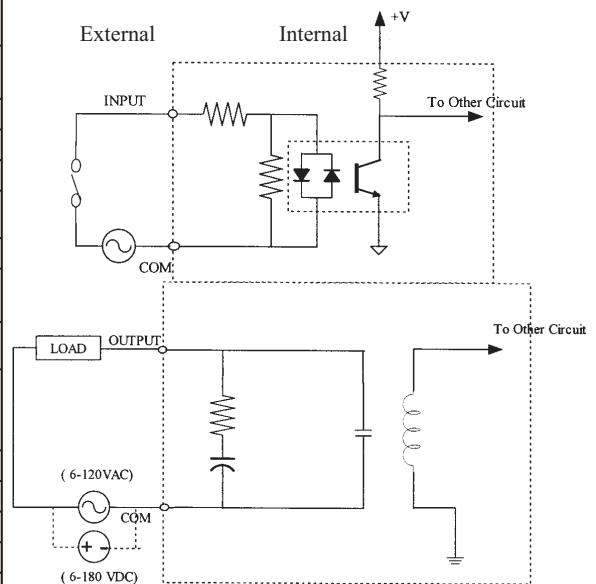 +V
External
Internal
INPUT
To Other Circuit
COM
To Other Circuit
OUTPUT
LOAD
( 6-120VAC)
COM
+ -
( 6-180 VDC)